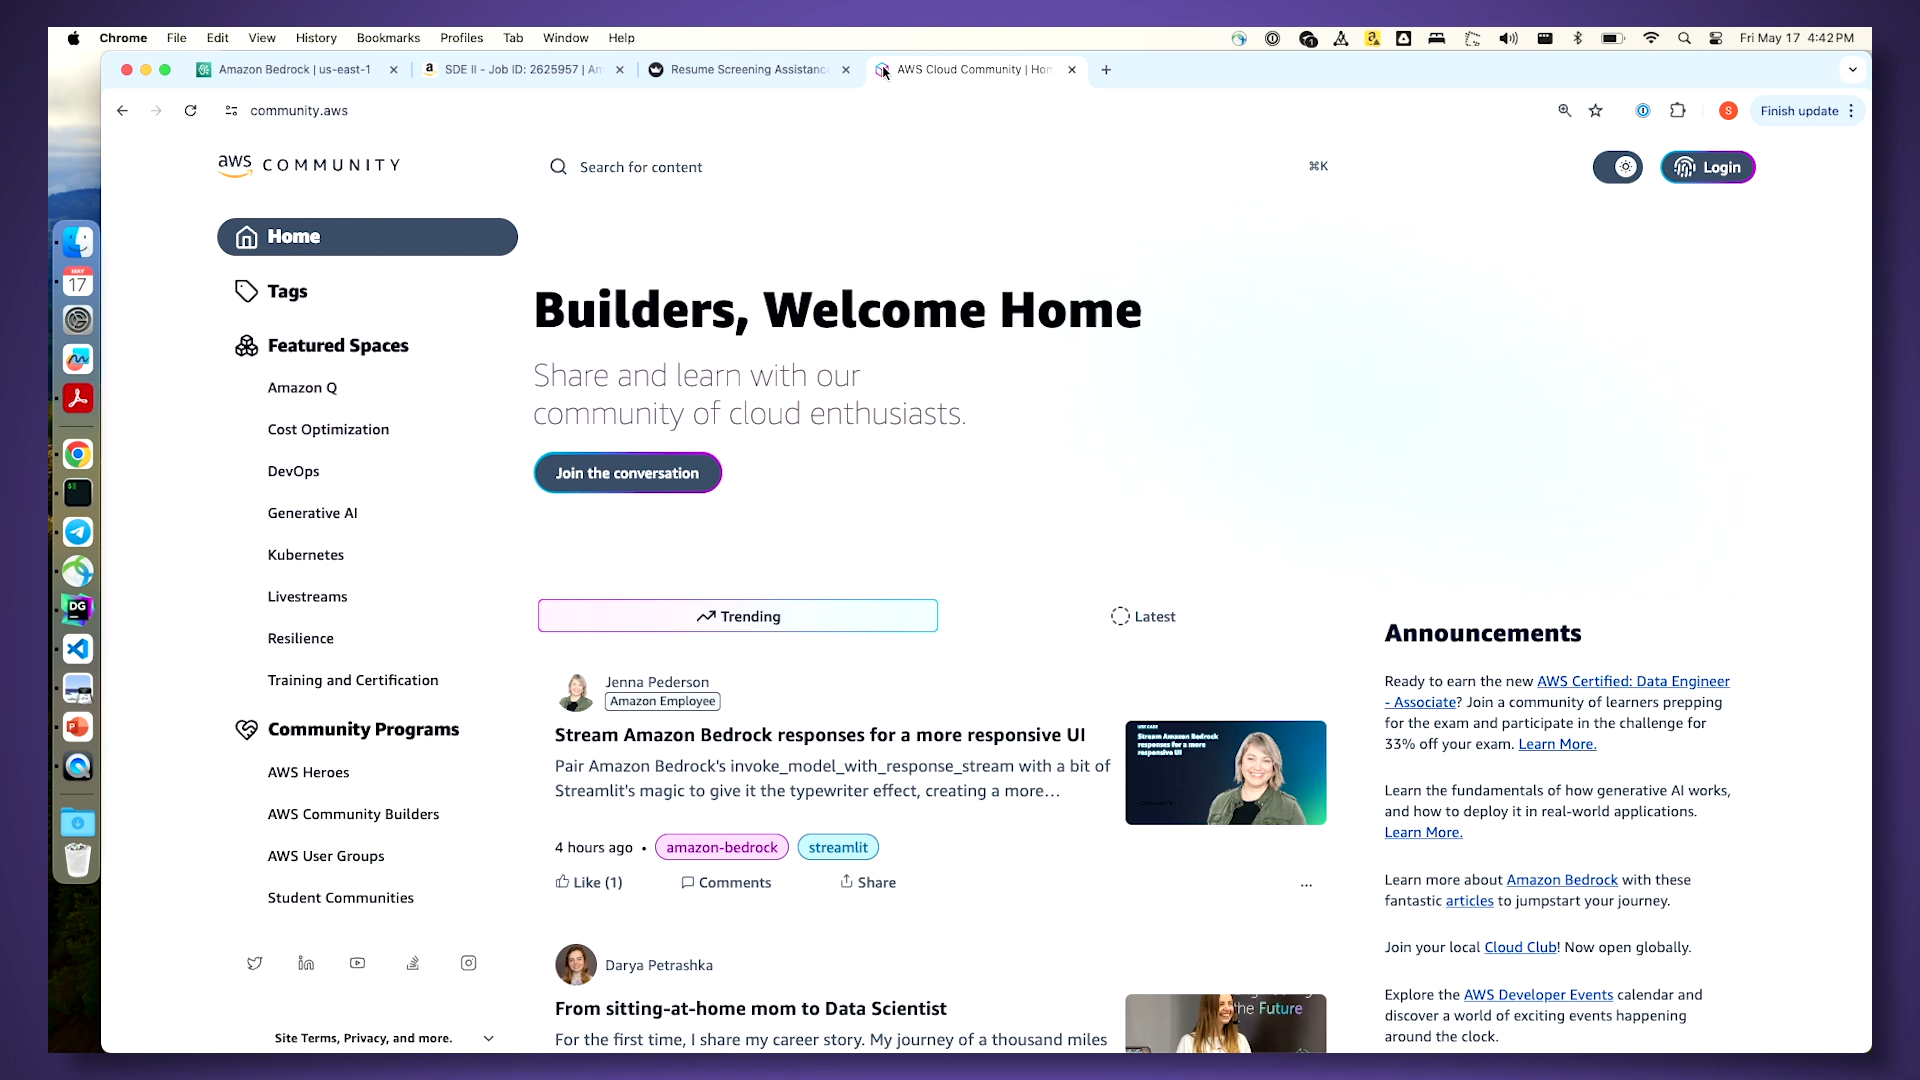 Chrome File Edit View History Bookmarks Profiles Tab Window Help
Fri May 17 4:42 PM
Amazon Bedrock | us-east-1
SDE II - Job ID: 2625957 | Am
Resume Screening Assistanc
AWS Cloud Community | Hom
community.aws
Finish update
aws COMMUNITY
Search for content
⌘K
Login
Home
Tags
Featured Spaces
Amazon Q
Cost Optimization
DevOps
Generative AI
Kubernetes
Livestreams
Resilience
Training and Certification
Community Programs
AWS Heroes
AWS Community Builders
AWS User Groups
Student Communities
Site Terms, Privacy, and more.
Builders, Welcome Home
Share and learn with our
community of cloud enthusiasts.
Join the conversation
Trending
Latest
Jenna Pederson
Amazon Employee
Stream Amazon Bedrock responses for a more responsive UI
Pair Amazon Bedrock's invoke_model_with_response_stream with a bit of
Streamlit's magic to give it the typewriter effect, creating a more...
Stream Amazon Bedrock
responses for a more
responsive UI
4 hours ago • amazon-bedrock streamlit
Like (1) Comments Share
Darya Petrashka
From sitting-at-home mom to Data Scientist
For the first time, I share my career story. My journey of a thousand miles
the Future
Announcements
Ready to earn the new AWS Certified: Data Engineer
- Associate? Join a community of learners prepping
for the exam and participate in the challenge for
33% off your exam. Learn More.
Learn the fundamentals of how generative AI works,
and how to deploy it in real-world applications.
Learn More.
Learn more about Amazon Bedrock with these
fantastic articles to jumpstart your journey.
Join your local Cloud Club! Now open globally.
Explore the AWS Developer Events calendar and
discover a world of exciting events happening
around the clock.
MAY
17
DG